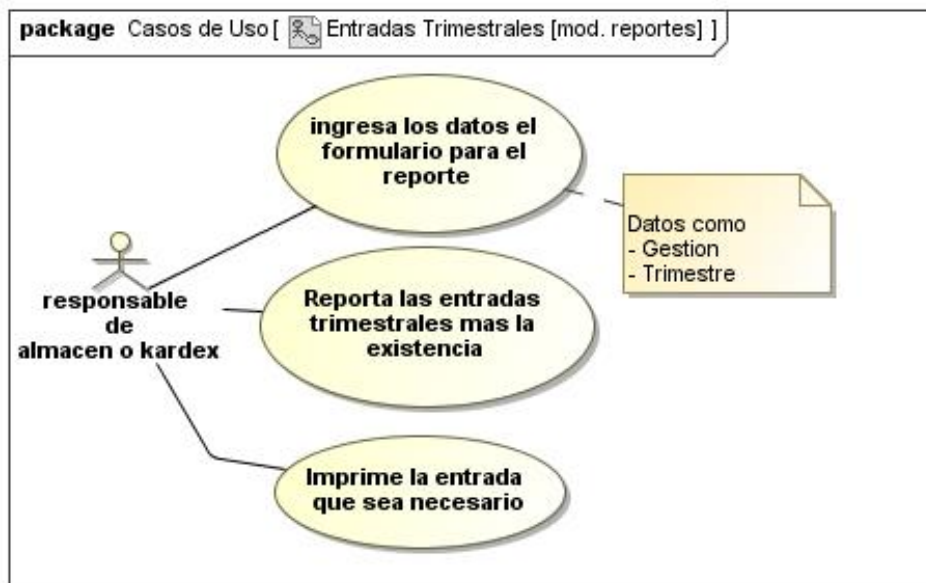 package Casos de Uso [ Entradas Trimestrales [mod. reportes] ]
ingresa los datos el
formulario para el
reporte
Datos como
- Gestion
- Trimestre
responsable
de
almacen o kardex
Reporta las entradas
trimestrales mas la
existencia
Imprime la entrada
que sea necesario